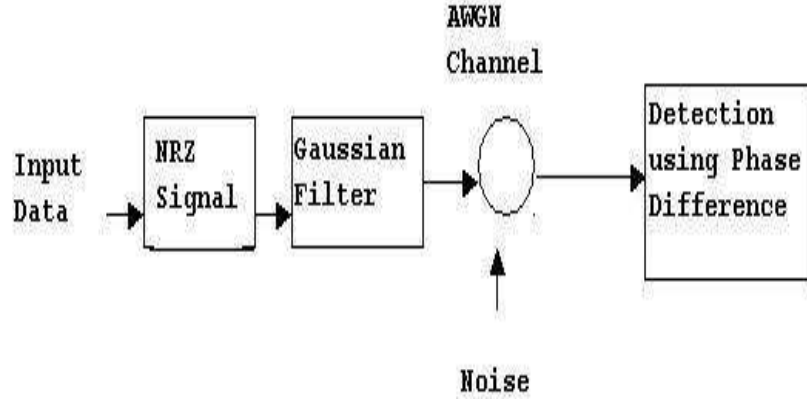 Input
Data
NRZ
Signal
Gaussian
Filter
AWGN
Channel
Noise
Detection
using Phase
Difference